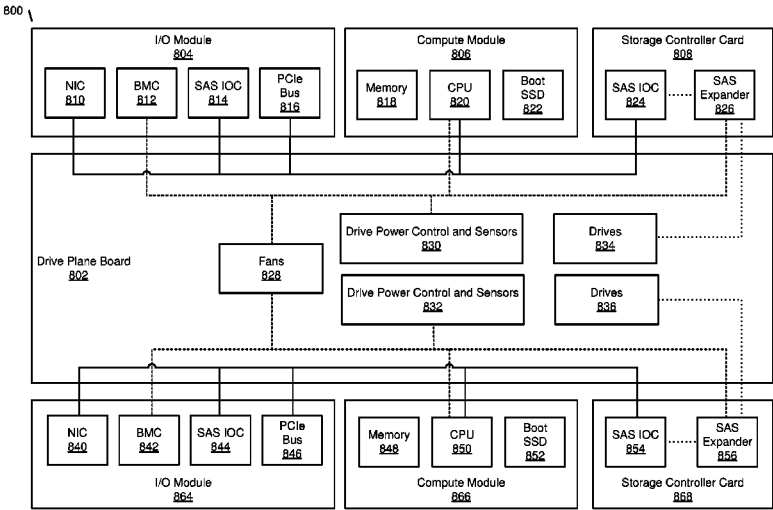 800
I/O Module
804
Compute Module
806
Storage Controller Card
808
NIC
810
BMC
812
SAS IOC
814
PCIe
Bus
816
Memory
818
CPU
820
Boot
SSD
822
SAS IOC
824
SAS
Expander
826
Drive Plane Board
802
Fans
828
Drive Power Control and Sensors
830
Drives
834
Drive Power Control and Sensors
832
Drives
836
NIC
840
BMC
842
SAS IOC
844
PCIe
Bus
846
Memory
848
CPU
850
Boot
SSD
852
SAS IOC
854
SAS
Expander
856
I/O Module
864
Compute Module
866
Storage Controller Card
868